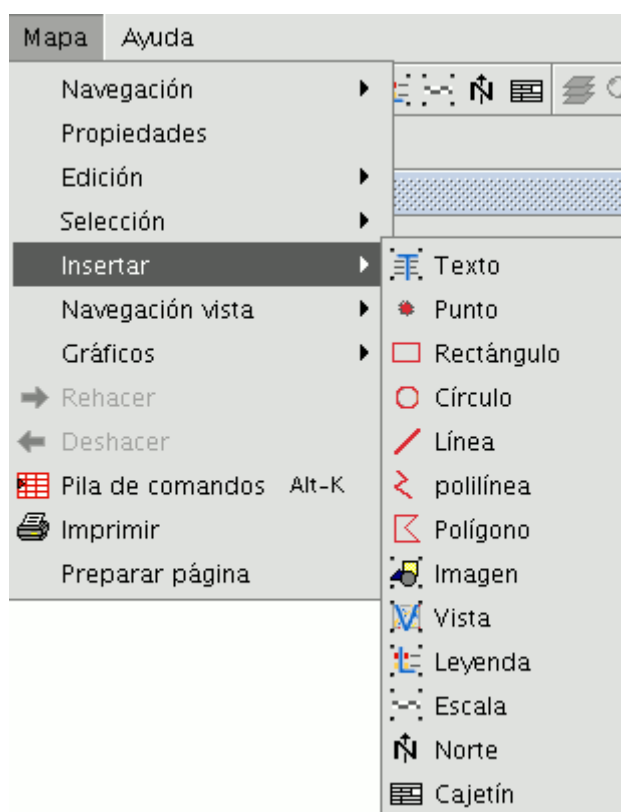 Mapa Ayuda
Navegación
Propiedades
Edición
Selección
Insertar
Navegación vista
Gráficos
Rehacer
Deshacer
Pila de comandos Alt-K
Imprimir
Preparar página
Texto
Punto
Rectángulo
Círculo
Línea
polilínea
Polígono
Imagen
Vista
Leyenda
Escala
Norte
Cajetín